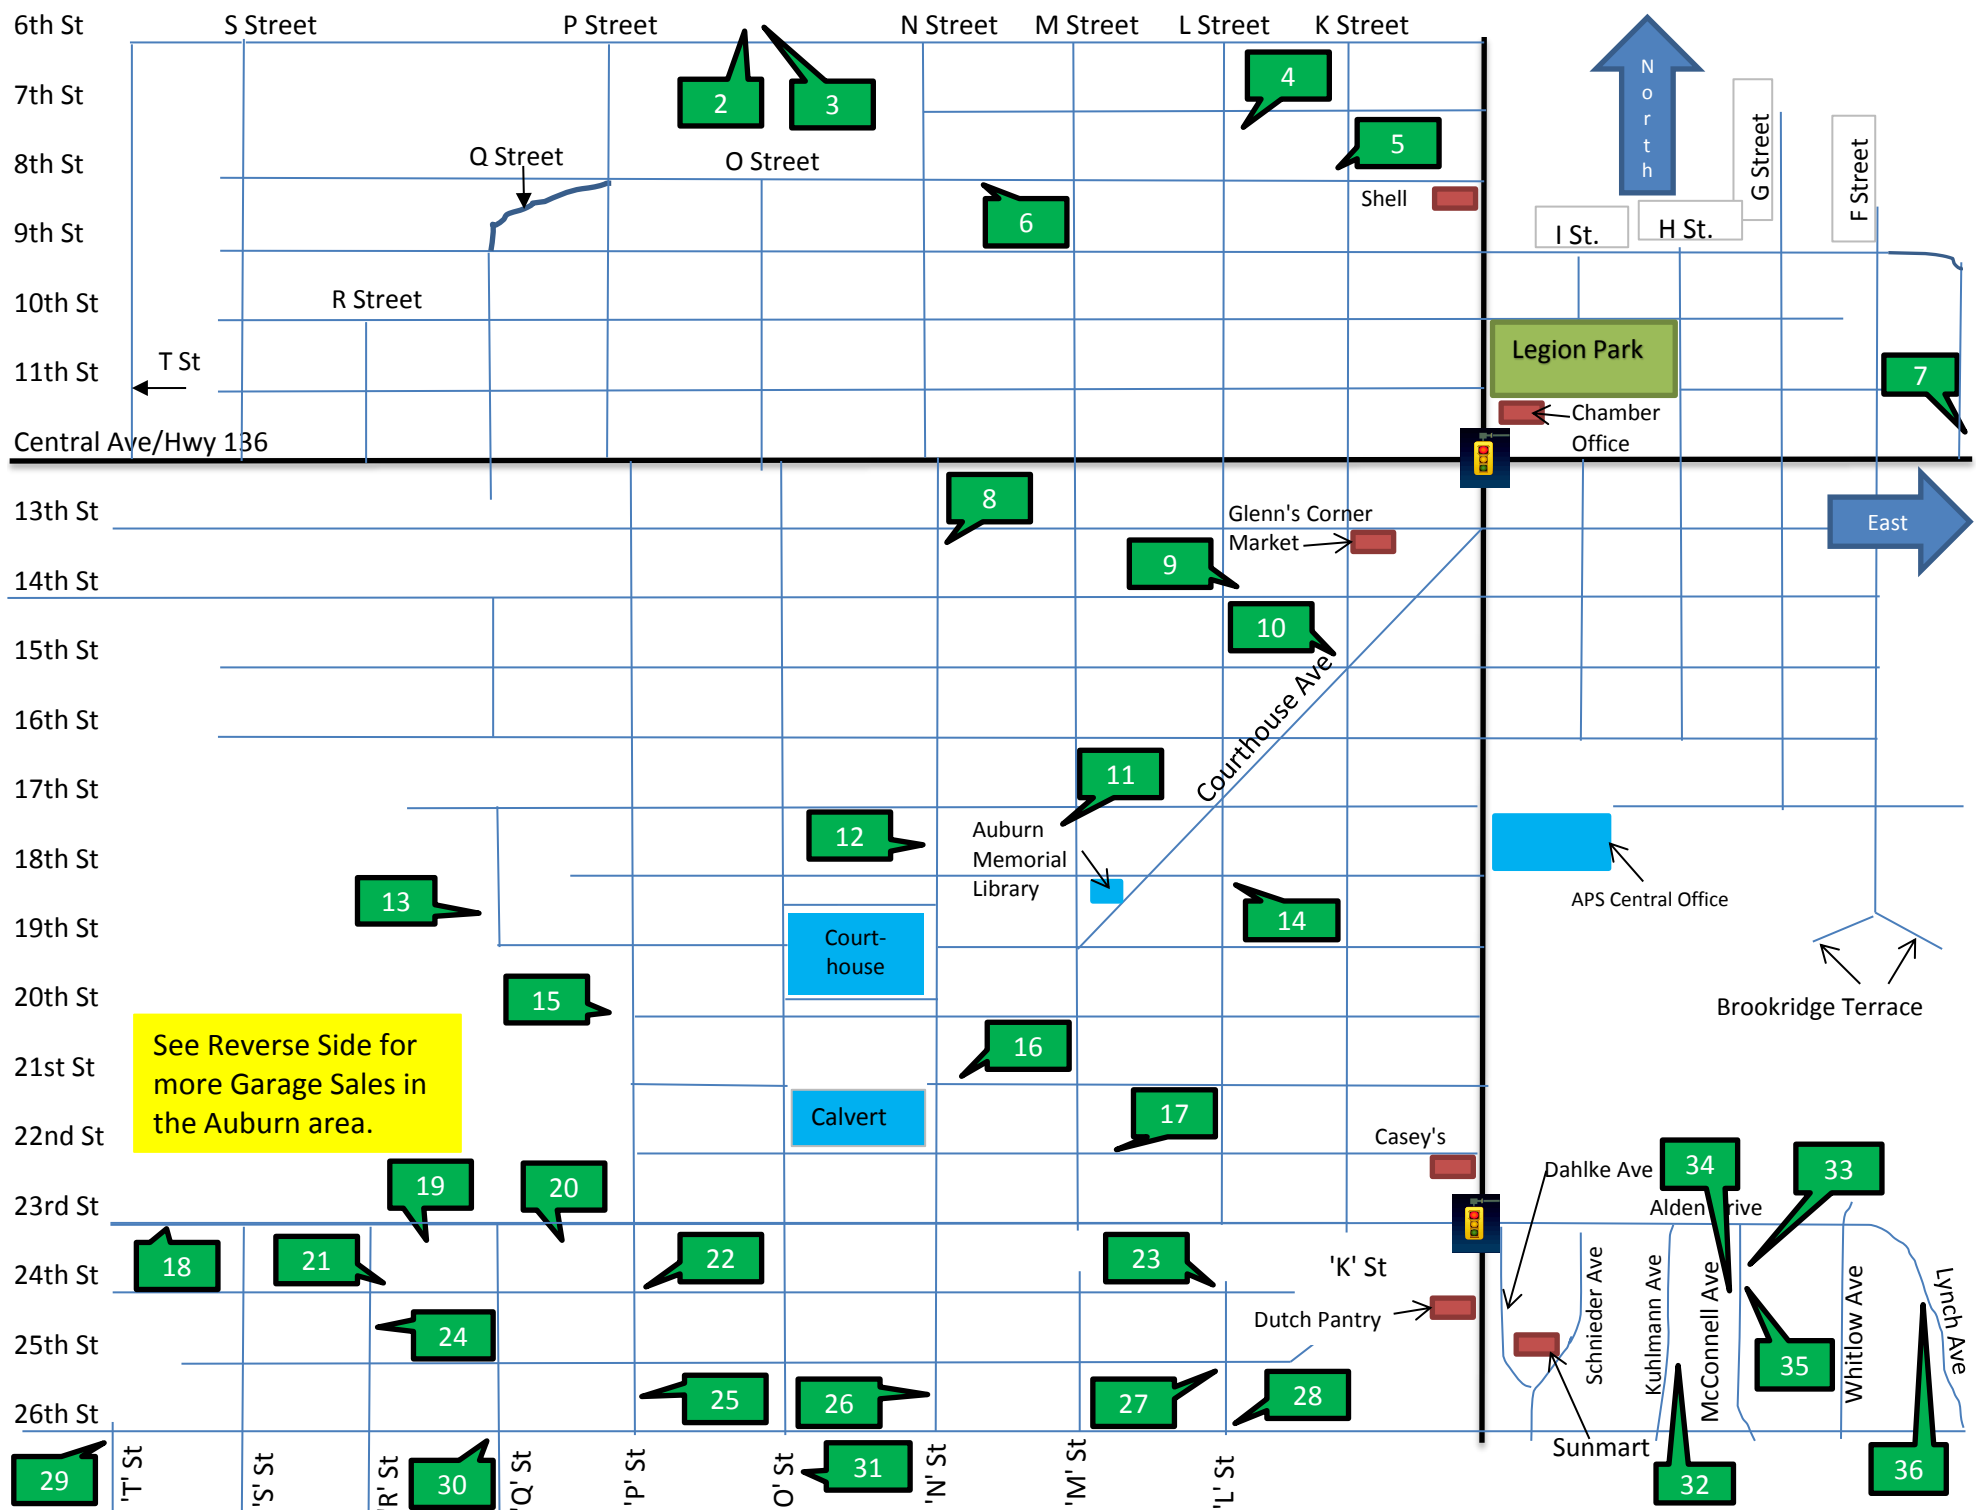 6th St
S Street
P Street
N Street
M Street
L Street
K Street
North
7th St
2
3
4
5
8th St
Q Street
O Street
Shell
G Street
F Street
9th St
6
I St.
H St.
10th St
R Street
Legion Park
11th St
T St
7
Chamber
Office
Central Ave/Hwy 136
13th St
8
Glenn's Corner
Market
East
14th St
9
15th St
10
Courthouse Ave
16th St
17th St
11
12
Auburn
Memorial
Library
18th St
13
14
APS Central Office
19th St
Court-
house
20th St
15
Brookridge Terrace
See Reverse Side for
more Garage Sales in
the Auburn area.
16
21st St
Calvert
17
22nd St
Casey's
Dahlke Ave
34
33
19
20
23rd St
Alden Drive
18
21
22
23
24th St
'K' St
Schnieder Ave
Kuhlmann Ave
McConnell Ave
Whitlow Ave
Lynch Ave
Dutch Pantry
24
25th St
35
25
26
27
28
26th St
Sunmart
29
30
31
32
36
'T' St
'S' St
'R' St
'Q' St
'P' St
O' St
'N' St
'M' St
'L' St